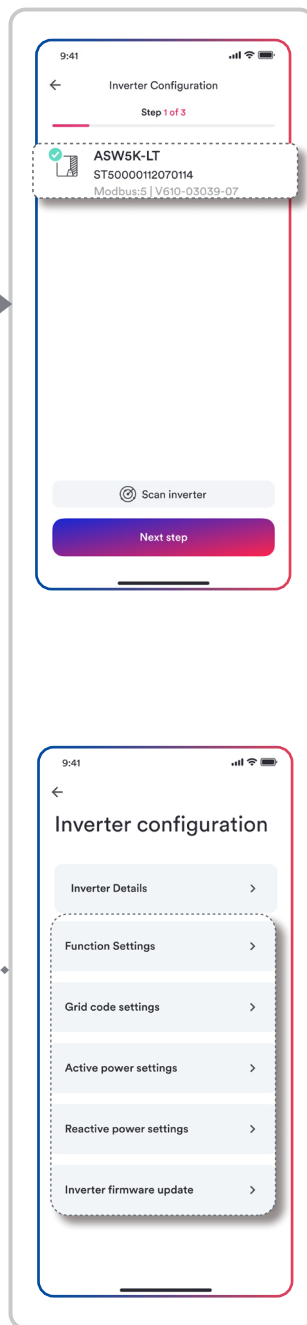 9:41
Inverter Configuration
Step 1 of 3
ASW5K-LT
ST50000112070114
Modbus:5 | V610-03039-07
Scan inverter
Next step
9:41
Inverter configuration
Inverter Details
Function Settings
Grid code settings
Active power settings
Reactive power settings
Inverter firmware update